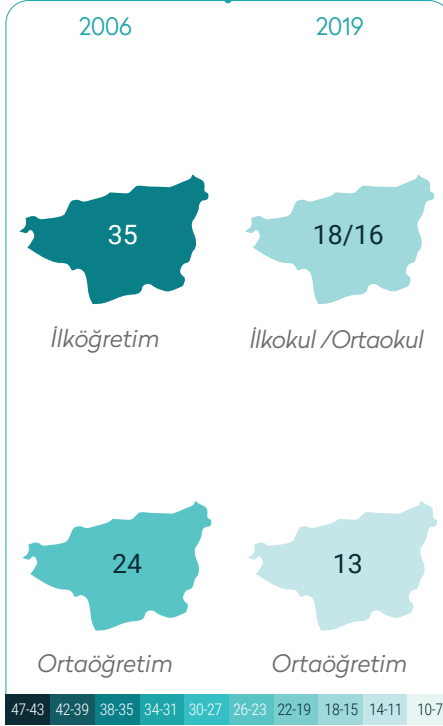 2006 2019
35 18/16
İlköğretim İlkokul /Ortaokul
24 13
Ortaöğretim Ortaöğretim
47-43 42-39 38-35 34-31 30-27 26-23 22-19 18-15 14-11 10-7